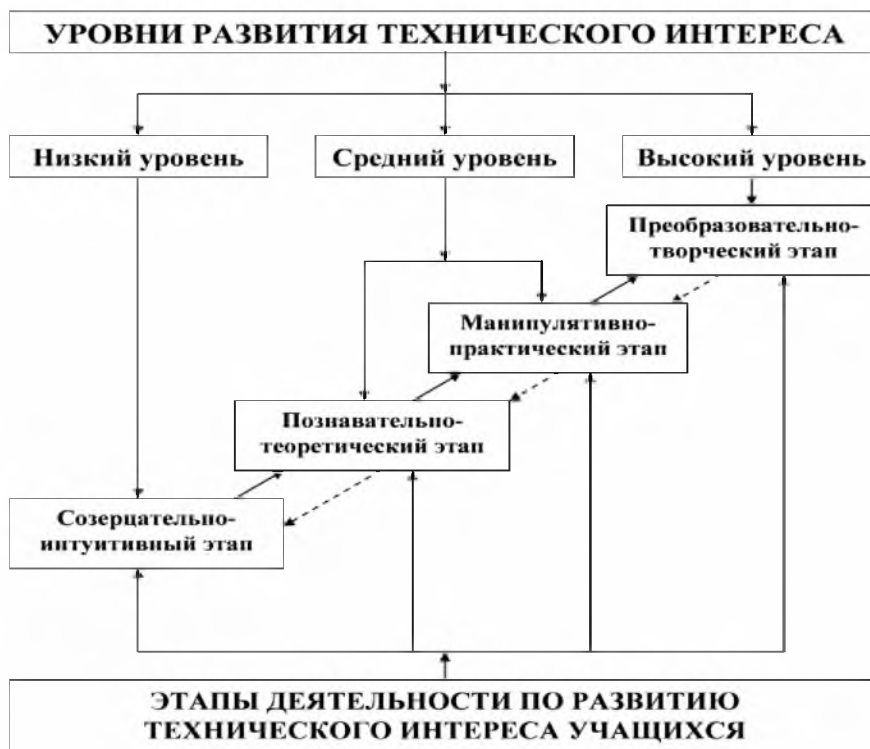 УРОВНИ РАЗВИТИЯ ТЕХНИЧЕСКОГО ИНТЕРЕСА
Низкий уровень
Средний уровень
Высокий уровень
Преобразовательно-
творческий этап
Манипулятивно-
практический этап
Познавательно-
теоретический этап
Созерцательно-
интуитивный этап
ЭТАПЫ ДЕЯТЕЛЬНОСТИ ПО РАЗВИТИЮ
ТЕХНИЧЕСКОГО ИНТЕРЕСА УЧАЩИХСЯ